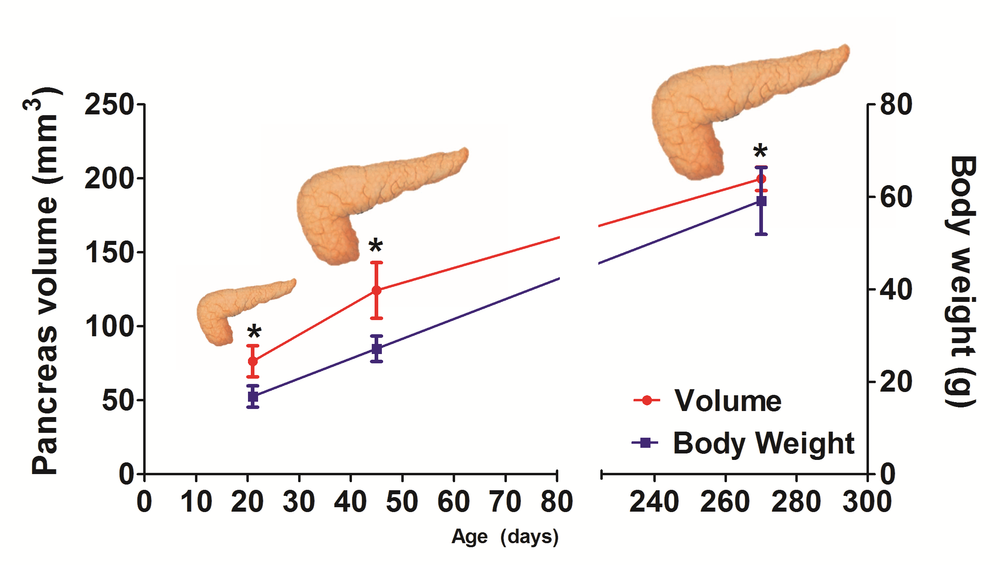 Pancreas volume (mm³)
250
200
150
100
50
0
*
*
*
80
60
40
20
0
Body weight (g)
Volume
Body Weight
0 10 20 30 40 50 60 70 80 240 260 280 300
Age (days)